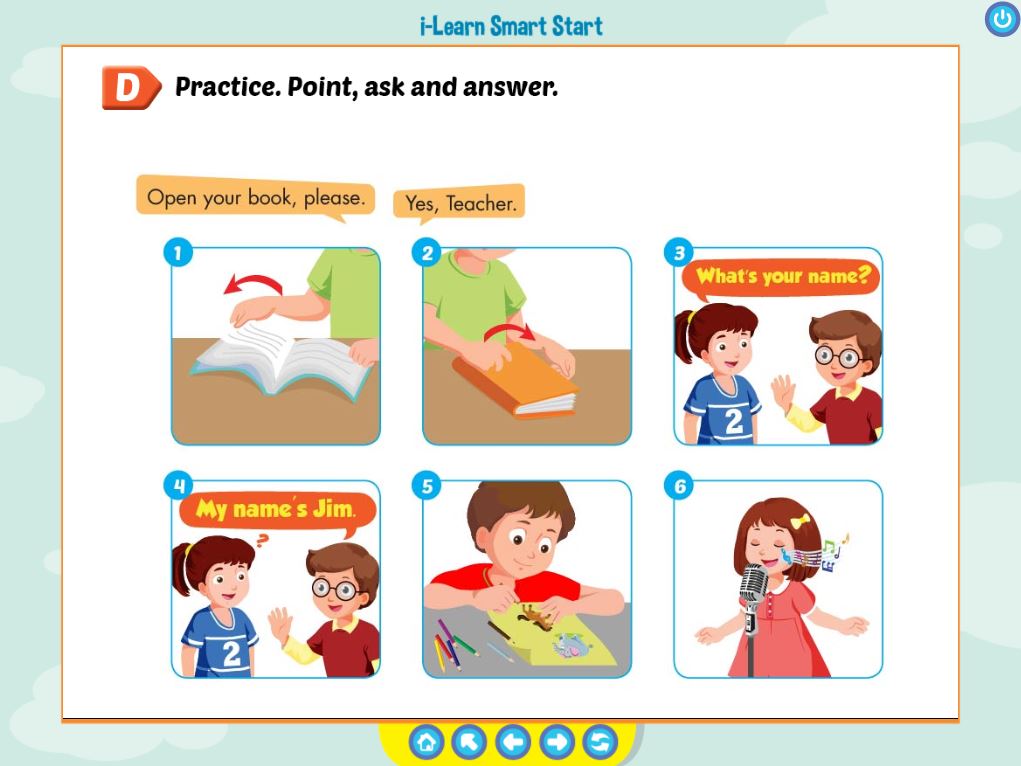 i-Learn Smart Start
D Practice. Point, ask and answer.
Open your book, please.
Yes, Teacher.
1
2
3
What's your name?
2
4
My name's Jim.
?
2
5
6